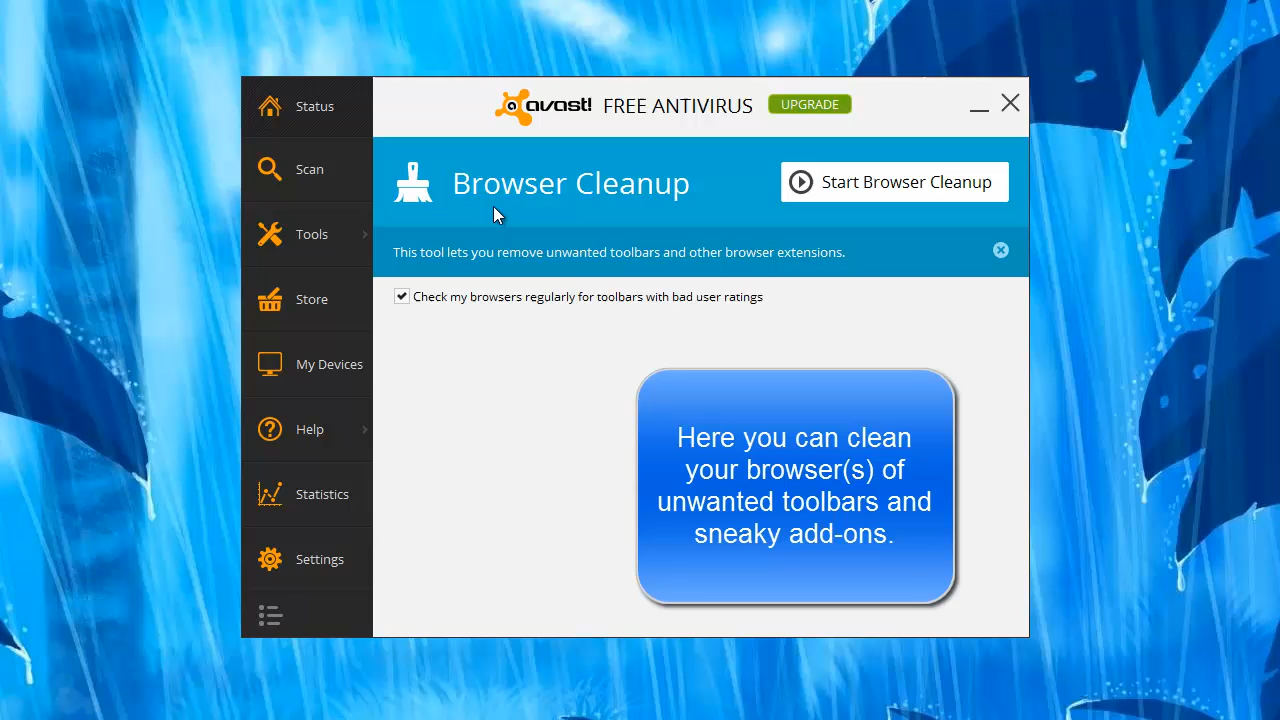 Status
Scan
Tools
Store
My Devices
Help
Statistics
Settings
avast! FREE ANTIVIRUS UPGRADE
Browser Cleanup
Start Browser Cleanup
This tool lets you remove unwanted toolbars and other browser extensions.
Check my browsers regularly for toolbars with bad user ratings
Here you can clean
your browser(s) of
unwanted toolbars and
sneaky add-ons.